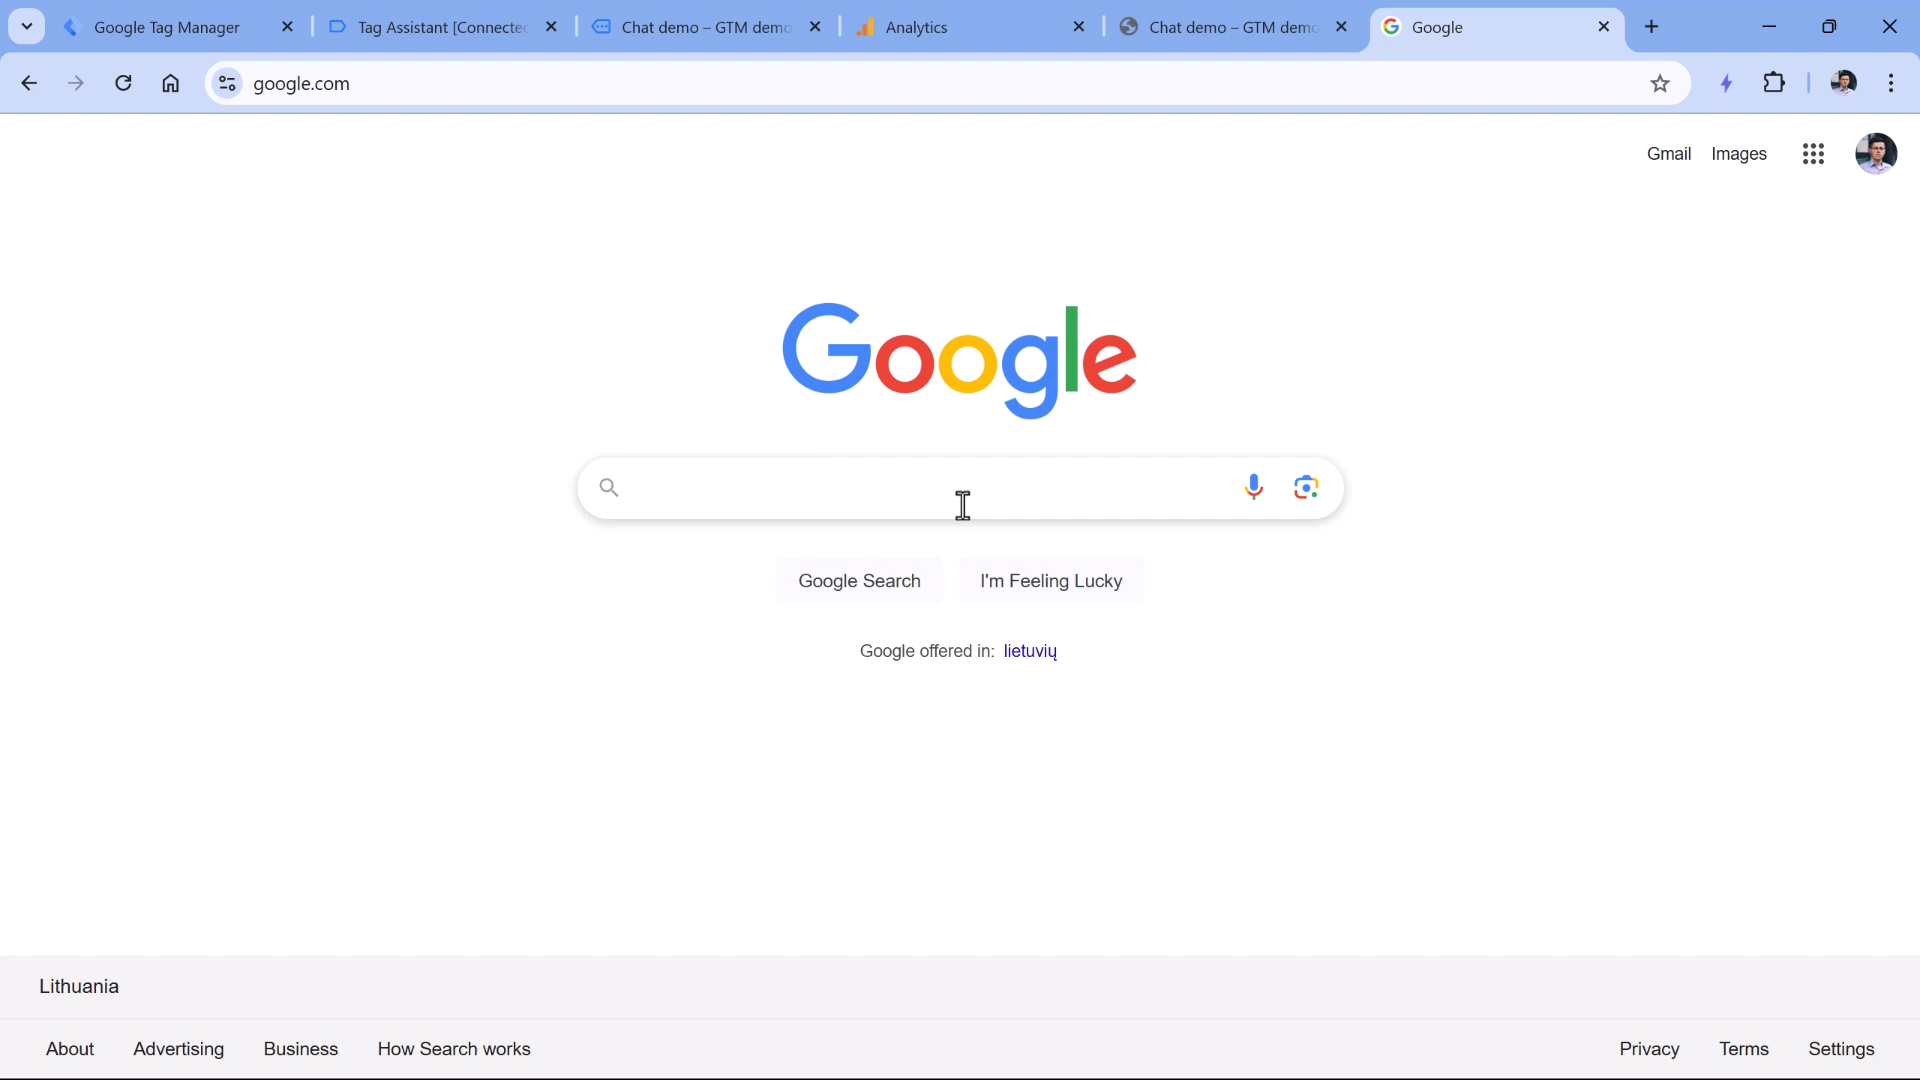 Google Tag Manager
Tag Assistant [Connected
Chat demo – GTM demo
Analytics
Chat demo – GTM demo
Google
google.com
Gmail
Images
Google
Google Search
I'm Feeling Lucky
Google offered in: lietuvių
Lithuania
About
Advertising
Business
How Search works
Privacy
Terms
Settings